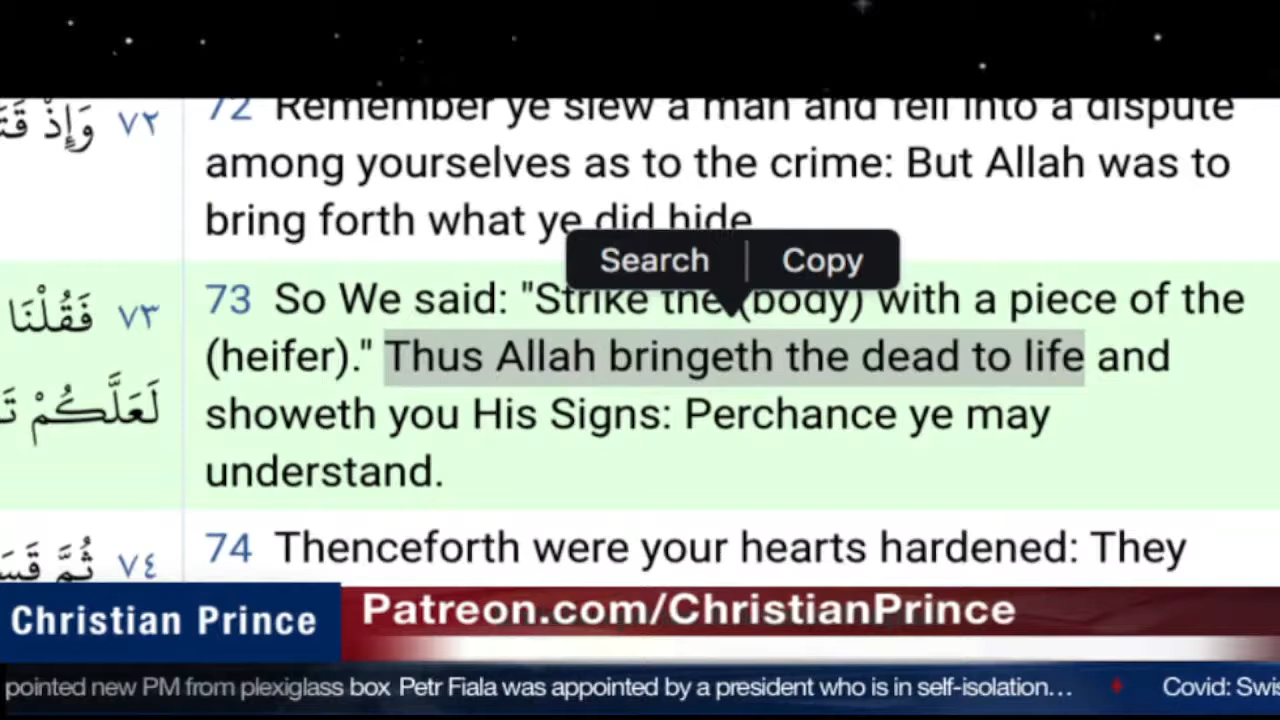 وَإِذْ
٧٢
72 Remember ye slew a man and fell into a dispute
among yourselves as to the crime: But Allah was to
bring forth what ye did hide
Search
Copy
فَقُلْنَا
٧٣
73 So We said: "Strike the (body) with a piece of the
(heifer)." Thus Allah bringeth the dead to life and
لَعَلَّكُمْ
showeth you His Signs: Perchance ye may
understand.
ثُمَّ
٧٤
74 Thenceforth were your hearts hardened: They
Christian Prince
Patreon.com/ChristianPrince
pointed new PM from plexiglass box Petr Fiala was appointed by a president who is in self-isolation... Covid: